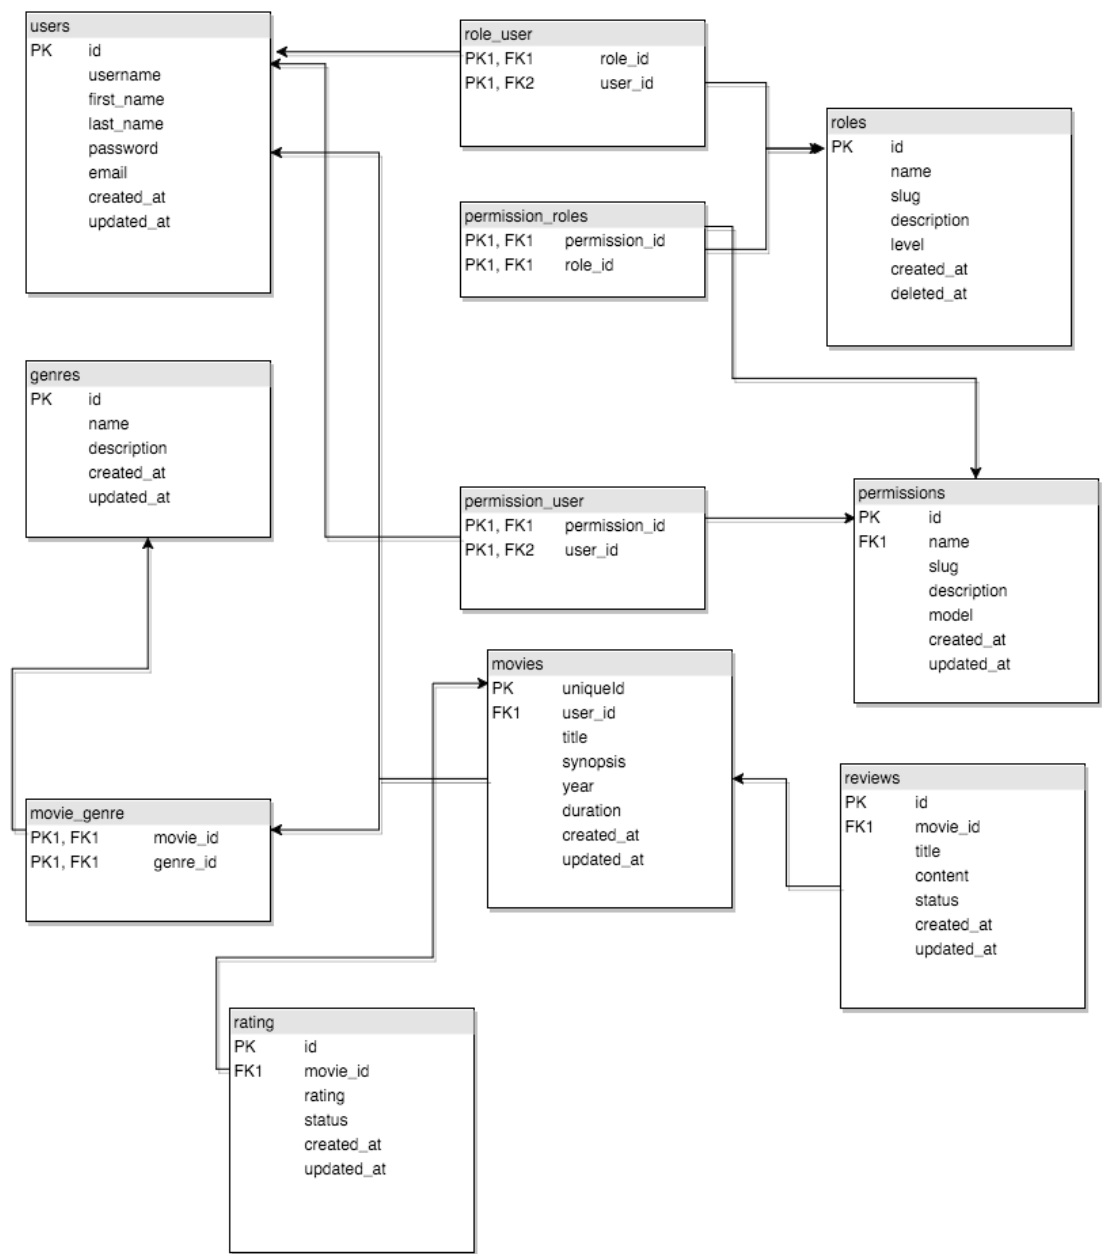 users
PK id
username
first_name
last_name
password
email
created_at
updated_at
role_user
PK1, FK1 role_id
PK1, FK2 user_id
roles
PK id
name
slug
description
level
created_at
deleted_at
permission_roles
PK1, FK1 permission_id
PK1, FK1 role_id
genres
PK id
name
description
created_at
updated_at
permission_user
PK1, FK1 permission_id
PK1, FK2 user_id
permissions
PK id
FK1 name
slug
description
model
created_at
updated_at
movies
PK uniqueId
FK1 user_id
title
synopsis
year
duration
created_at
updated_at
reviews
PK id
FK1 movie_id
title
content
status
created_at
updated_at
movie_genre
PK1, FK1 movie_id
PK1, FK1 genre_id
rating
PK id
FK1 movie_id
rating
status
created_at
updated_at